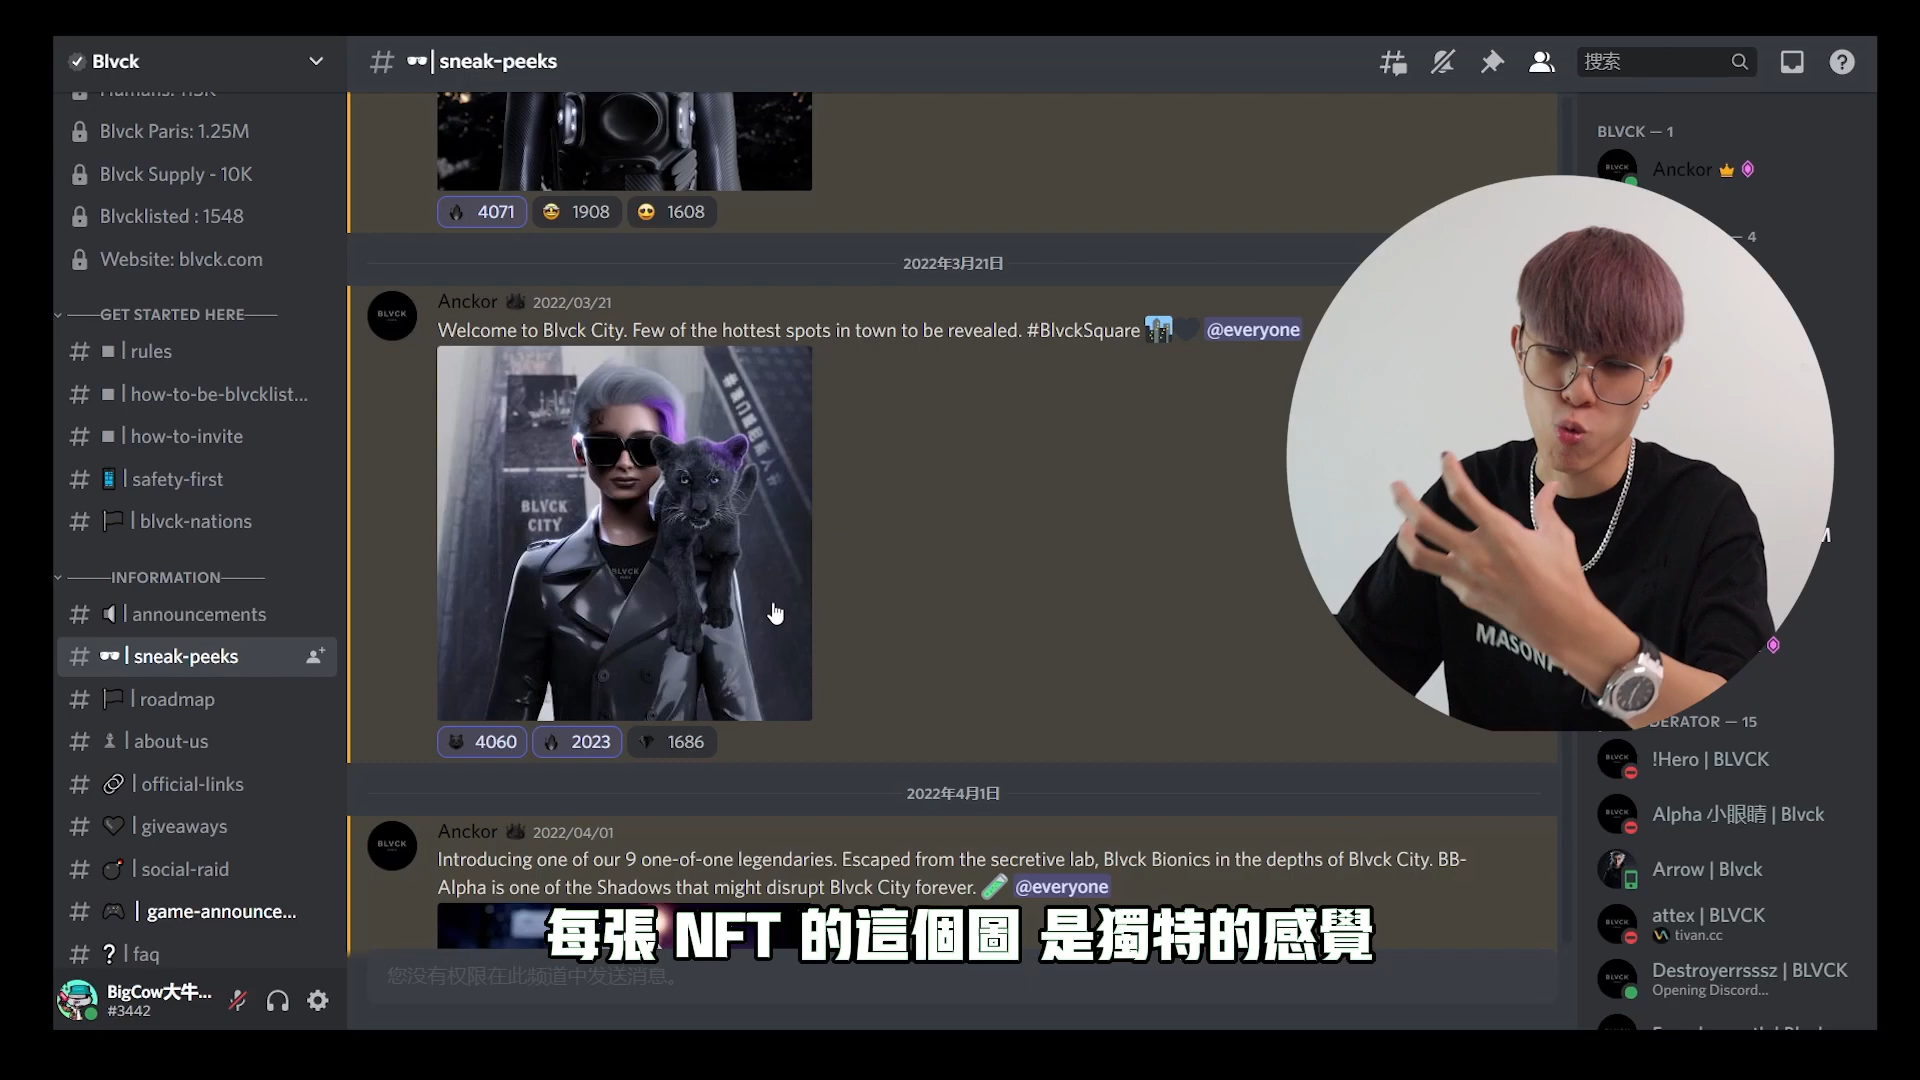 Blvck
Blvck Paris: 1.25M
Blvck Supply - 10K
Blvcklisted : 1548
Website: blvck.com
GET STARTED HERE
rules
how-to-be-blvcklist...
how-to-invite
safety-first
blvck-nations
INFORMATION
announcements
sneak-peeks
roadmap
about-us
official-links
giveaways
social-raid
game-announce...
faq
BigCow大牛...
#3442
sneak-peeks
搜索
4071 1908 1608
2022年3月21日
BLVCK
Anckor 2022/03/21
Welcome to Blvck City. Few of the hottest spots in town to be revealed. #BlvckSquare @everyone
BLVCK
CITY
BLVCK
4060 2023 1686
2022年4月1日
BLVCK
Anckor 2022/04/01
Introducing one of our 9 one-of-one legendaries. Escaped from the secretive lab, Blvck Bionics in the depths of Blvck City. BB-
Alpha is one of the Shadows that might disrupt Blvck City forever. @everyone
每張 NFT 的這個圖 是獨特的感覺
您没有权限在此频道中发送消息。
BLVCK — 1
Anckor
— 4
MASONP
DERATOR — 15
!Hero | BLVCK
Alpha 小眼睛 | Blvck
Arrow | Blvck
attex | BLVCK
tivan.cc
Destroyerrsssz | BLVCK
Opening Discord...